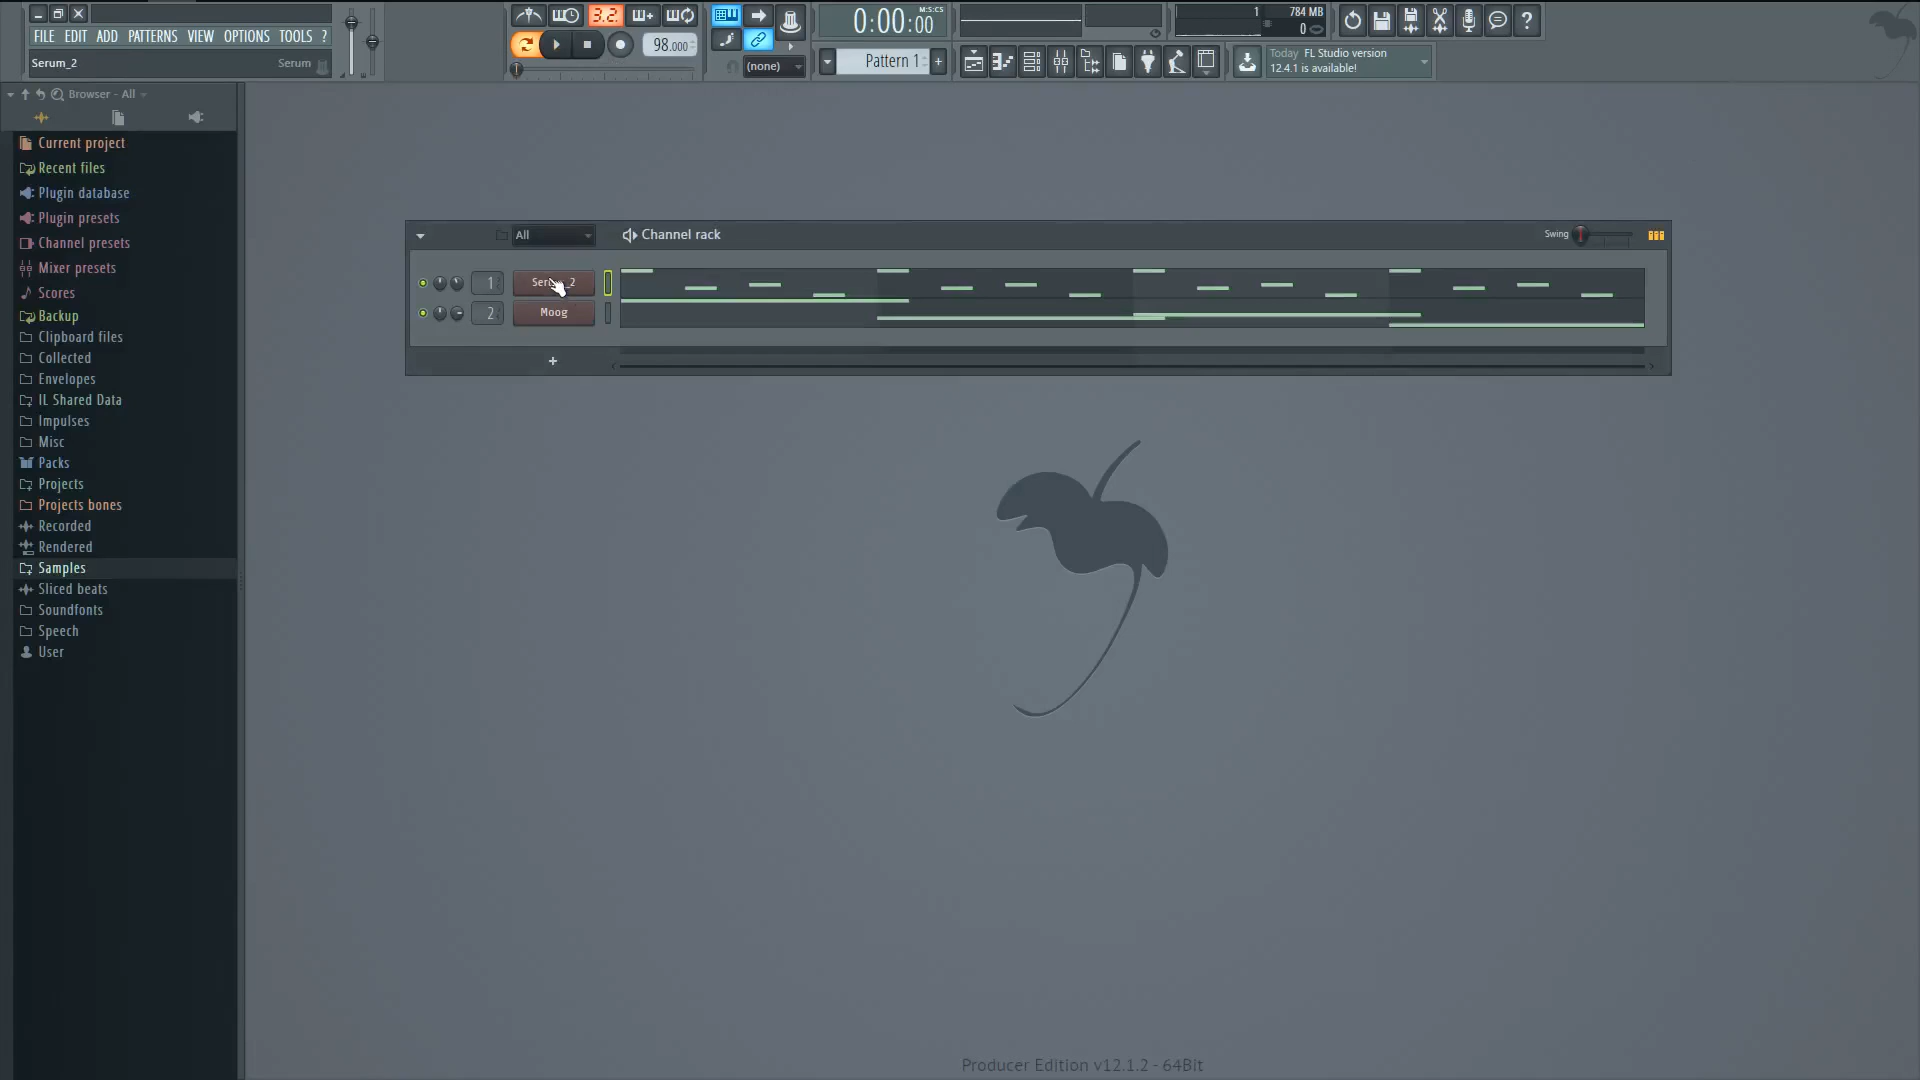 FILE EDIT ADD PATTERNS VIEW OPTIONS TOOLS ?
Serum_2 Serum
3.2.
98.000
0:00:00 M:S:CS
(none)
Pattern 1 +
1 784 MB
0
?
Today FL Studio version
12.4.1 is available!
Browser - All
Current project
Recent files
Plugin database
Plugin presets
Channel presets
Mixer presets
Scores
Backup
Clipboard files
Collected
Envelopes
IL Shared Data
Impulses
Misc
Packs
Projects
Projects bones
Recorded
Rendered
Samples
Sliced beats
Soundfonts
Speech
User
All Channel rack Swing
1
2 Moog
+
Producer Edition v12.1.2 - 64Bit